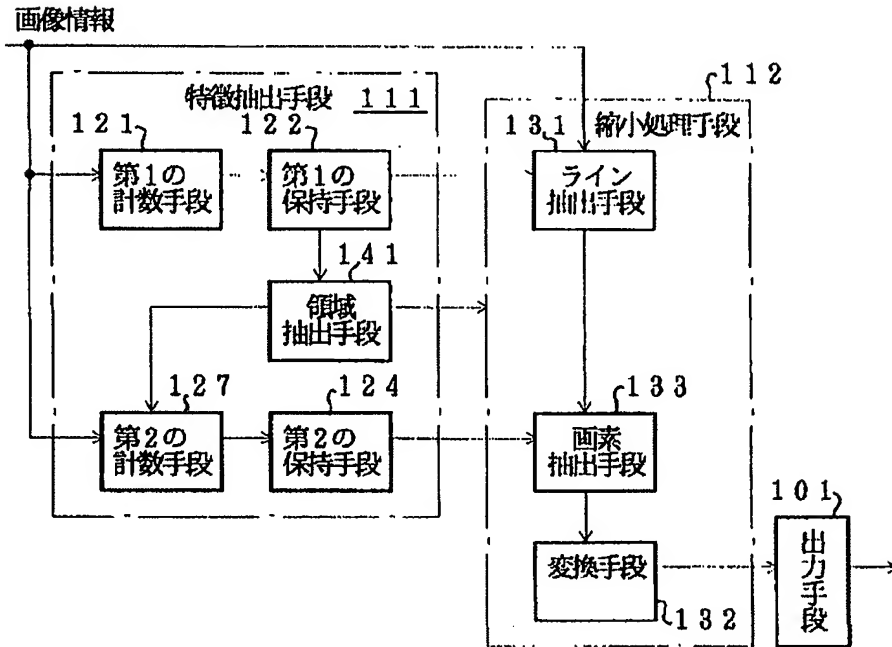 画像情報
特徴抽出手段 111
112
縮小処理手段
121
第1の
計数手段
122
第1の
保持手段
131
ライン
抽出手段
141
領域
抽出手段
127
第2の
計数手段
124
第2の
保持手段
133
画素
抽出手段
変換手段
132
101
出力手段